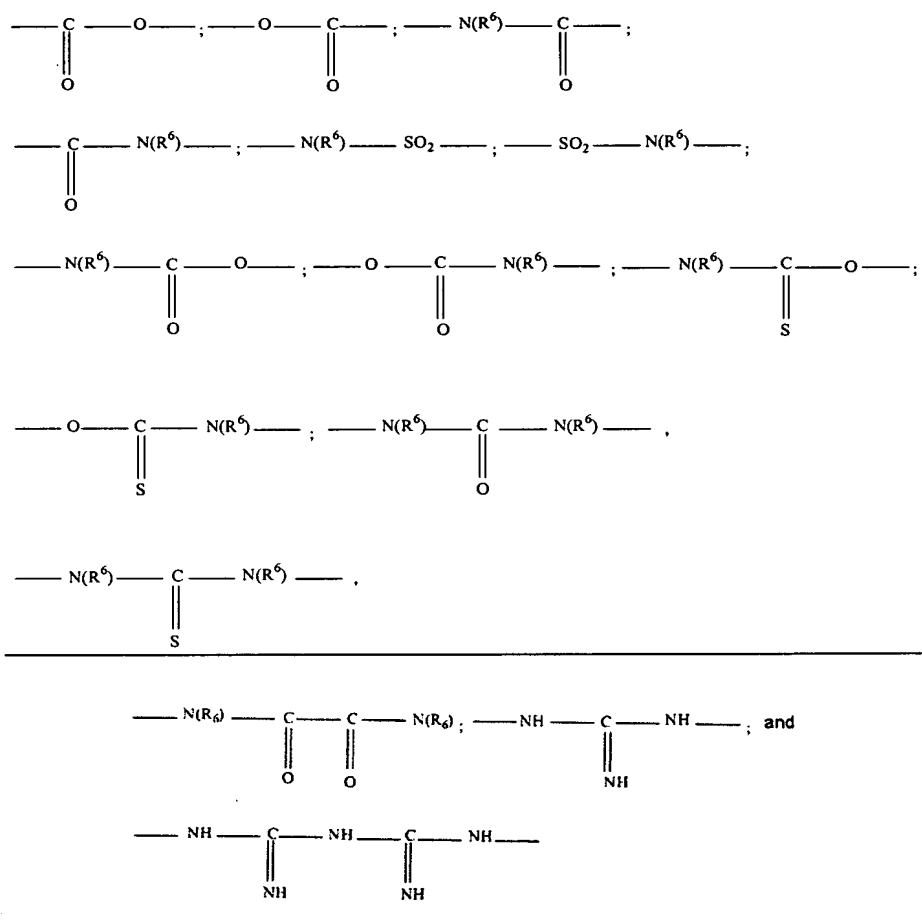 — C — O — ; — O — C — ; — N(R⁶) — C — ;
O O O
— C — N(R⁶) — ; — N(R⁶) — SO₂ — ; — SO₂ — N(R⁶) — ;
O
— N(R⁶) — C — O — ; — O — C — N(R⁶) — ; — N(R⁶) — C — O — ;
O O S
— O — C — N(R⁶) — ; — N(R⁶) — C — N(R⁶) — ,
S O
— N(R⁶) — C — N(R⁶) — ,
S
— N(R₆) — C — C — N(R₆) ; — NH — C — NH — ; and
O O NH
— NH — C — NH — C — NH —
NH NH